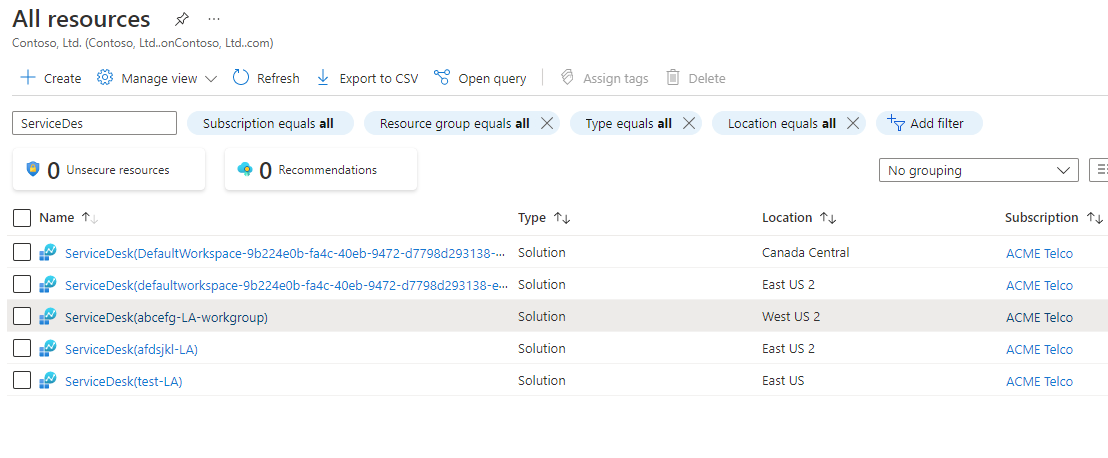 All resources
Contoso, Ltd. (Contoso, Ltd..onContoso, Ltd..com)
Create Manage view Refresh Export to CSV Open query Assign tags Delete
ServiceDes Subscription equals all Resource group equals all Type equals all Location equals all Add filter
0 Unsecure resources 0 Recommendations No grouping
Name Type Location Subscription
ServiceDesk(DefaultWorkspace-9b224e0b-fa4c-40eb-9472-d7798d293138-... Solution Canada Central ACME Telco
ServiceDesk(defaultworkspace-9b224e0b-fa4c-40eb-9472-d7798d293138-e... Solution East US 2 ACME Telco
ServiceDesk(abcefg-LA-workgroup) Solution West US 2 ACME Telco
ServiceDesk(afdsjkl-LA) Solution East US 2 ACME Telco
ServiceDesk(test-LA) Solution East US ACME Telco